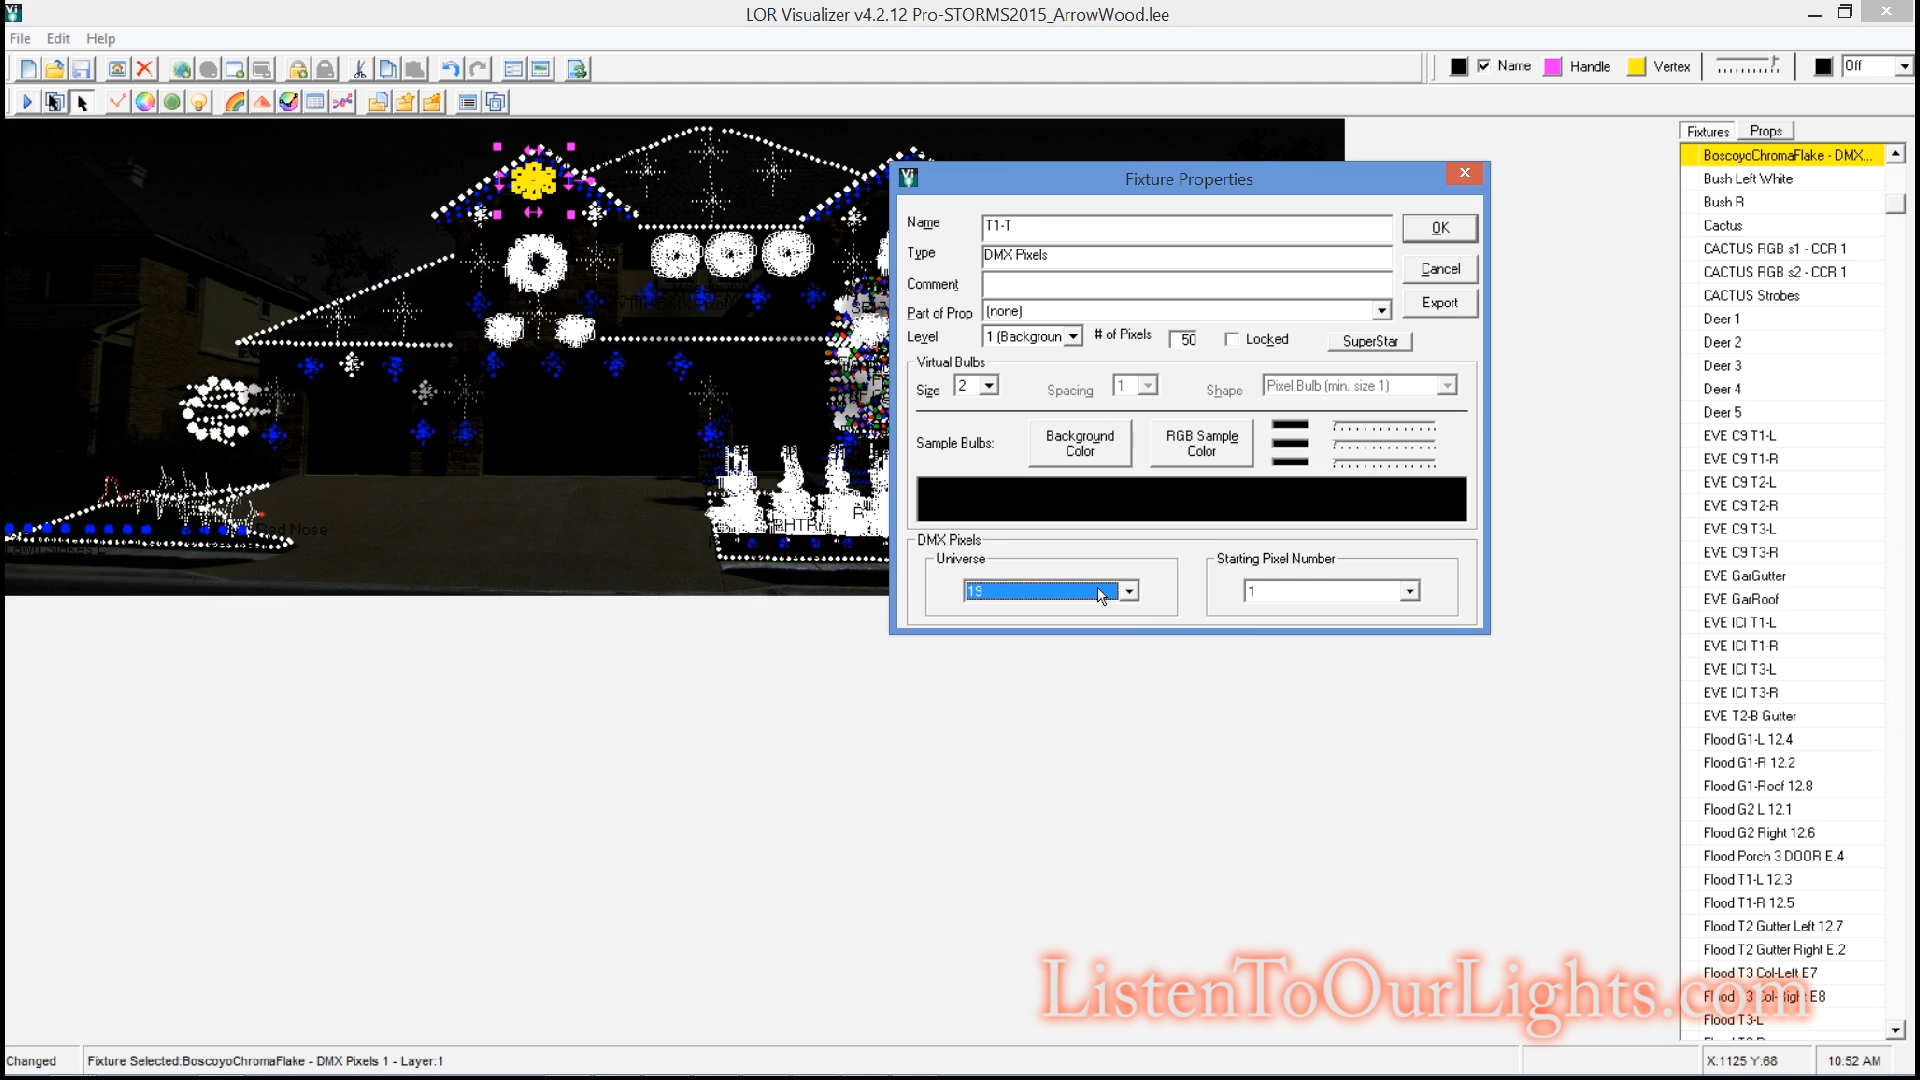 LOR Visualizer v4.2.12 Pro-STORMS2015_ArrowWood.lee
File Edit Help
Name Handle Vertex Off
Fixtures Props
BoscoyoChromaFlake - DMX...
Bush Left White
Bush R
Cactus
CACTUS RGB s1 - CCR 1
CACTUS RGB s2 - CCR 1
CACTUS Strobes
Deer 1
Deer 2
Deer 3
Deer 4
Deer 5
EVE C9 T1-L
EVE C9 T1-R
EVE C9 T2-L
EVE C9 T2-R
EVE C9 T3-L
EVE C9 T3-R
EVE GarGutter
EVE GarRoof
EVE ICI T1-L
EVE ICI T1-R
EVE ICI T3-L
EVE ICI T3-R
EVE T2-B Gutter
Flood G1-L 12.4
Flood G1-R 12.2
Flood G1-Roof 12.8
Flood G2 L 12.1
Flood G2 Right 12.6
Flood Porch 3 DOOR E.4
Flood T1-L 12.3
Flood T1-R 12.5
Flood T2 Gutter Left 12.7
Flood T2 Gutter Right E.2
Flood T3 Col-Left E7
Flood T3 Col-Right E8
Flood T3-L
Fixture Properties
Name T1-T OK
Type DMX Pixels
Comment Cancel
Part of Prop (none) Export
Level 1 (Backgroun # of Pixels 50 Locked SuperStar
Virtual Bulbs
Size 2 Spacing 1 Shape Pixel Bulb (min. size 1)
Sample Bulbs: Background Color RGB Sample Color
DMX Pixels
Universe Starting Pixel Number
19 1
Red Nose
ListenToOurLights.com
Changed Fixture Selected:BoscoyoChromaFlake - DMX Pixels 1 - Layer:1 X:1125 Y:68 10:52 AM